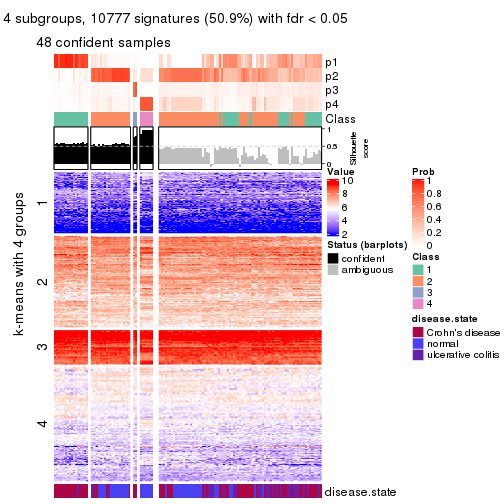 4 subgroups, 10777 signatures (50.9%) with fdr < 0.05
48 confident samples
p1
p2
p3
p4
Class
1
0.5
0
Silhouette
score
k-means with 4 groups
1
2
3
4
disease.state
Value
10
8
6
4
2
Status (barplots)
confident
ambiguous
Prob
1
0.8
0.6
0.4
0.2
0
Class
1
2
3
4
disease.state
Crohn's disease
normal
ulcerative colitis